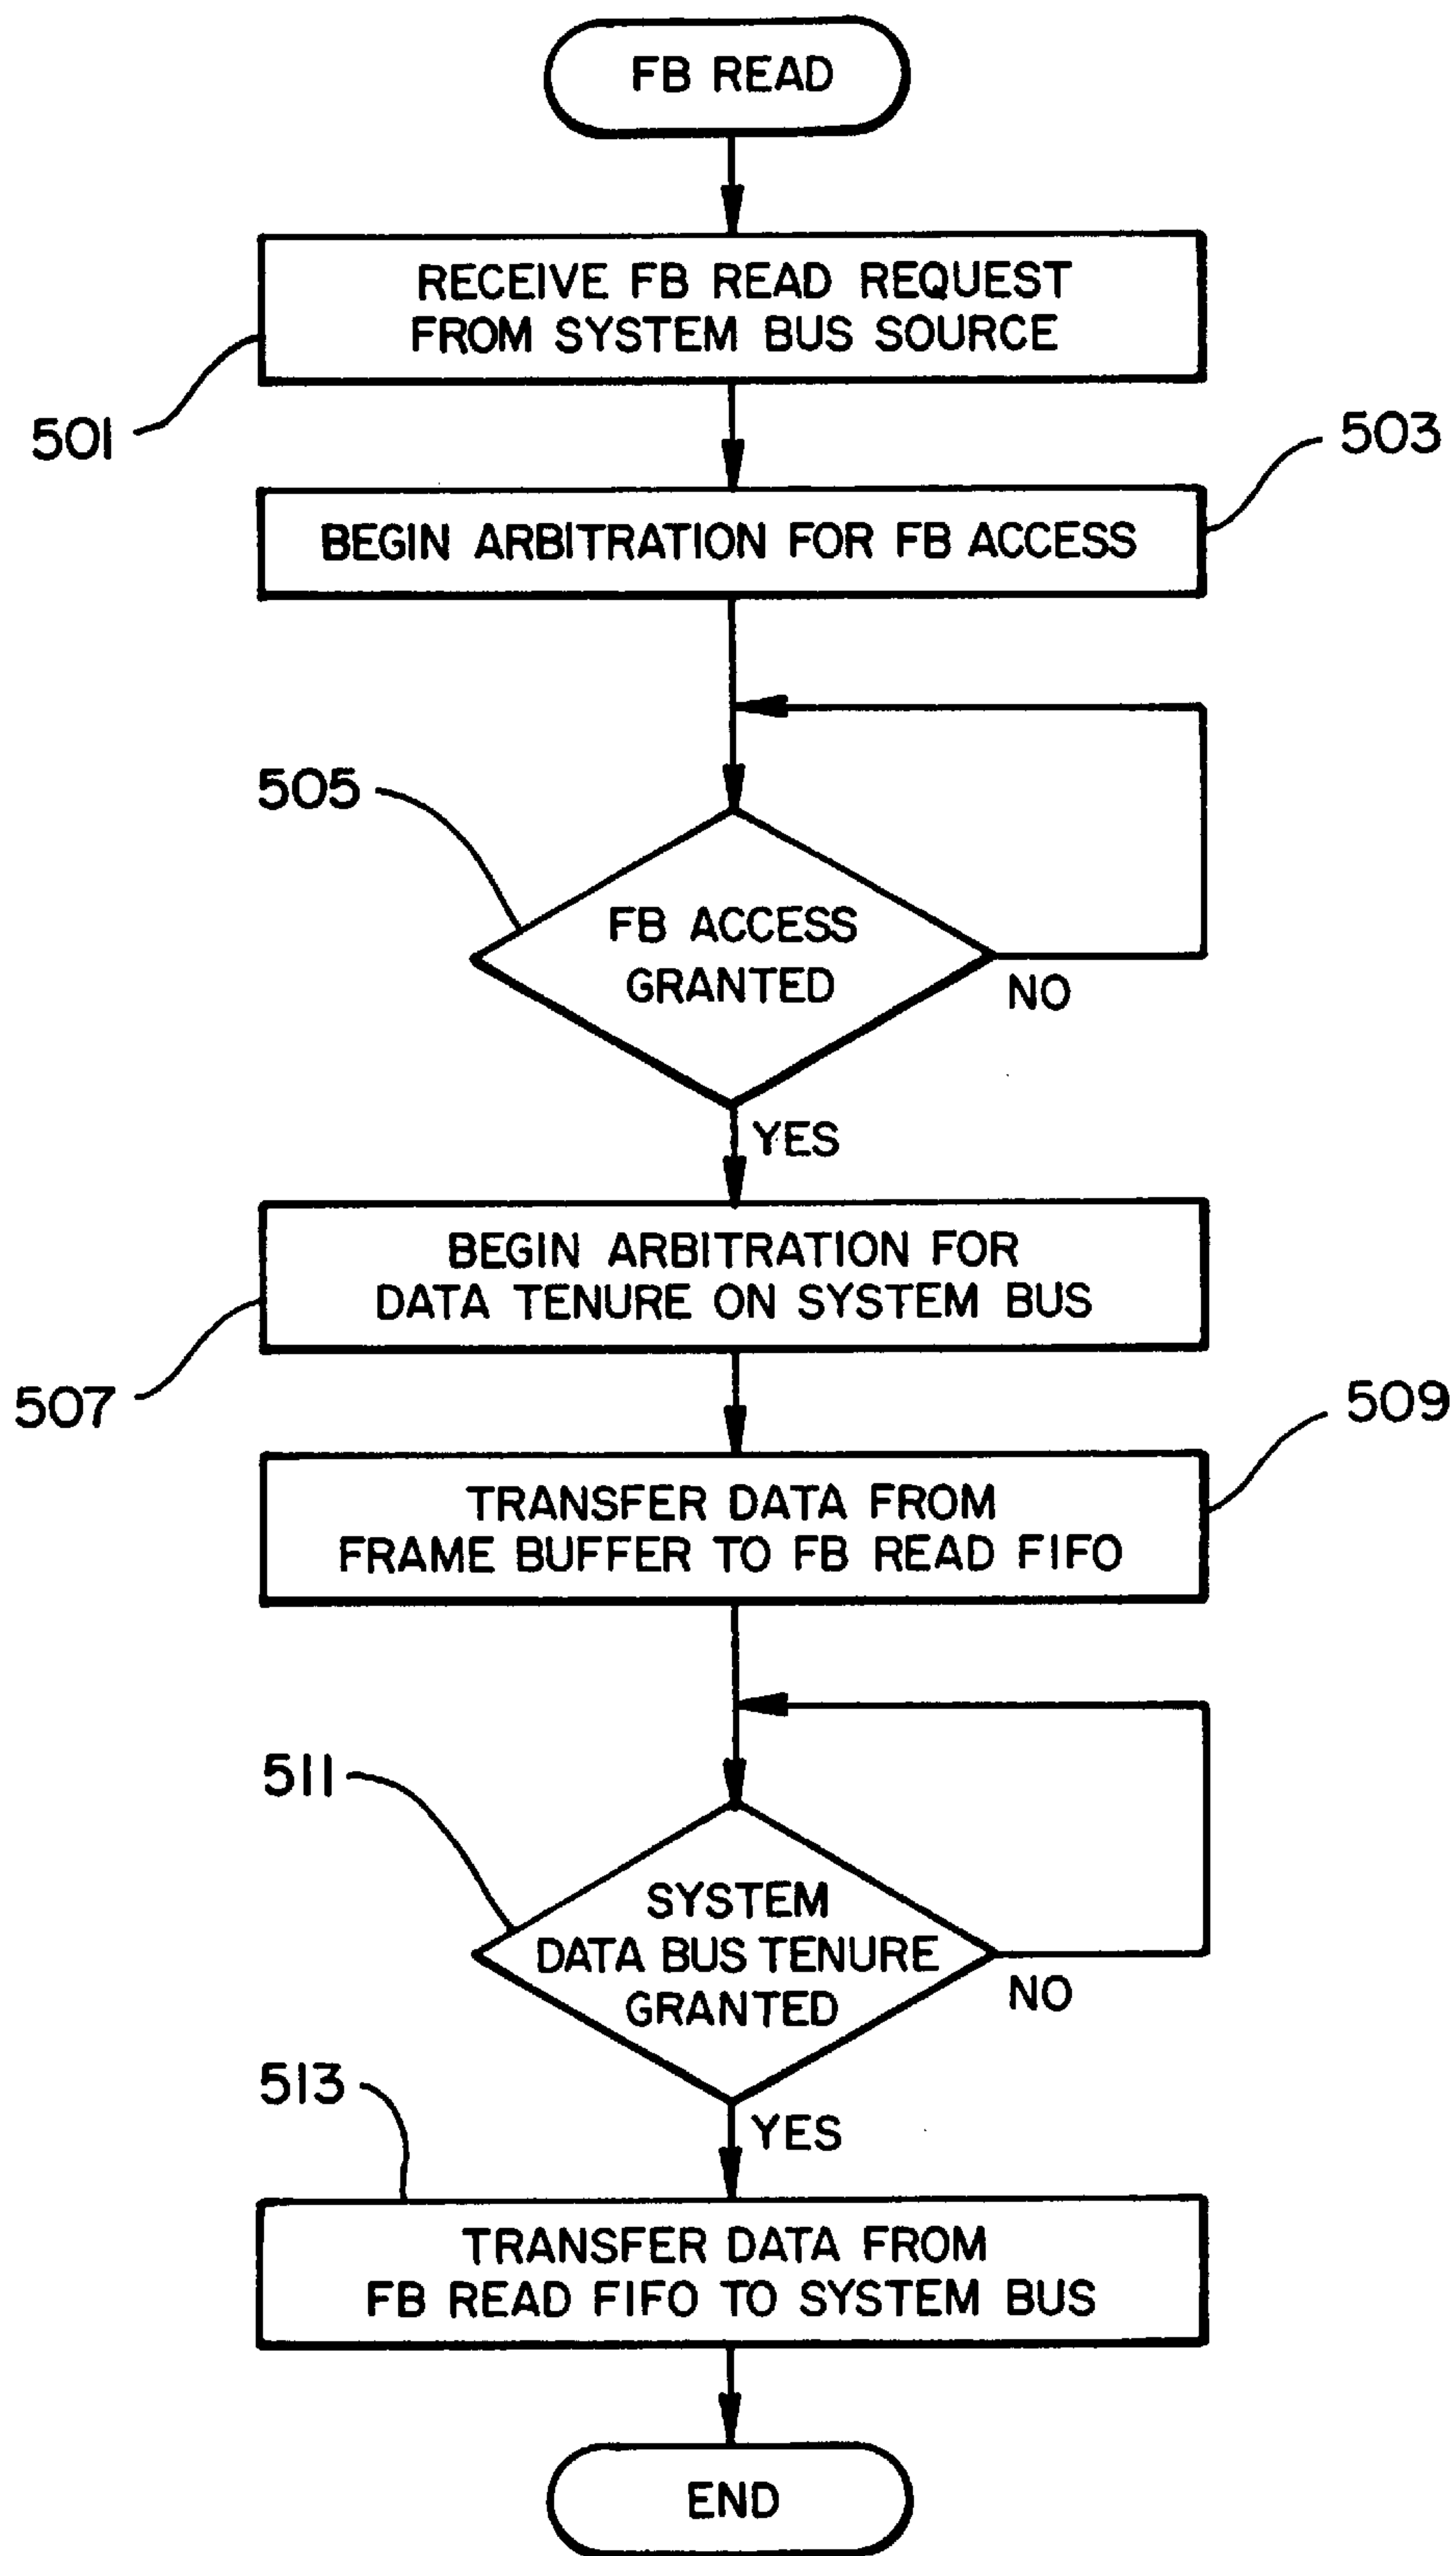 FB READ
RECEIVE FB READ REQUEST
FROM SYSTEM BUS SOURCE
501
503
BEGIN ARBITRATION FOR FB ACCESS
505
FB ACCESS
GRANTED
NO
YES
BEGIN ARBITRATION FOR
DATA TENURE ON SYSTEM BUS
507
509
TRANSFER DATA FROM
FRAME BUFFER TO FB READ FIFO
511
SYSTEM
DATA BUS TENURE
GRANTED
NO
513
YES
TRANSFER DATA FROM
FB READ FIFO TO SYSTEM BUS
END